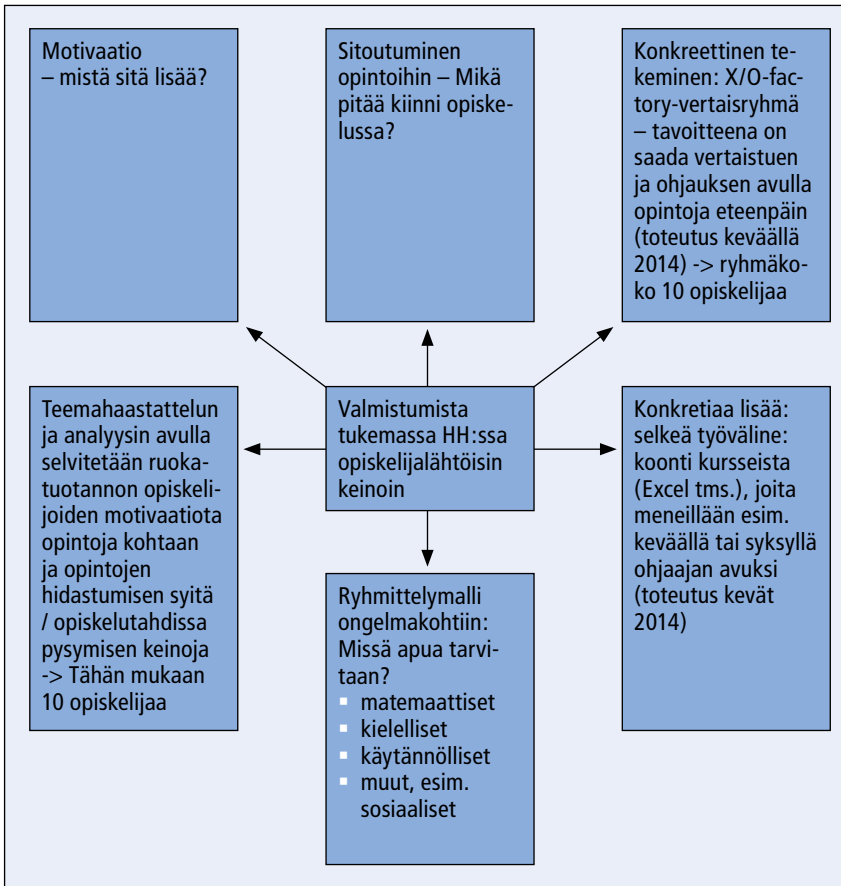 Motivaatio
– mistä sitä lisää?
Sitoutuminen
opintoihin – Mikä
pitää kiinni opiske-
lussa?
Konkreettinen te-
keminen: X/O-fac-
tory-vertaisryhmä
– tavoitteena on
saada vertaistuen
ja ohjauksen avulla
opintoja eteenpäin
(toteutus keväällä
2014) -> ryhmäko-
ko 10 opiskelijaa
Teemahaastattelun
ja analyysin avulla
selvitetään ruoka-
tuotannon opiskeli-
joiden motivaatiota
opintoja kohtaan
ja opintojen
hidastumisen syitä
/ opiskelutahdissa
pysymisen keinoja
-> Tähän mukaan
10 opiskelijaa
Valmistumista
tukemassa HH:ssa
opiskelijalähtöisin
keinoin
Konkretiaa lisää:
selkeä työväline:
koonti kursseista
(Excel tms.), joita
meneillään esim.
keväällä tai syksyllä
ohjaajan avuksi
(toteutus kevät
2014)
Ryhmittelymalli
ongelmakohtiin:
Missä apua tarvi-
taan?
▪ matemaattiset
▪ kielelliset
▪ käytännölliset
▪ muut, esim.
sosiaaliset